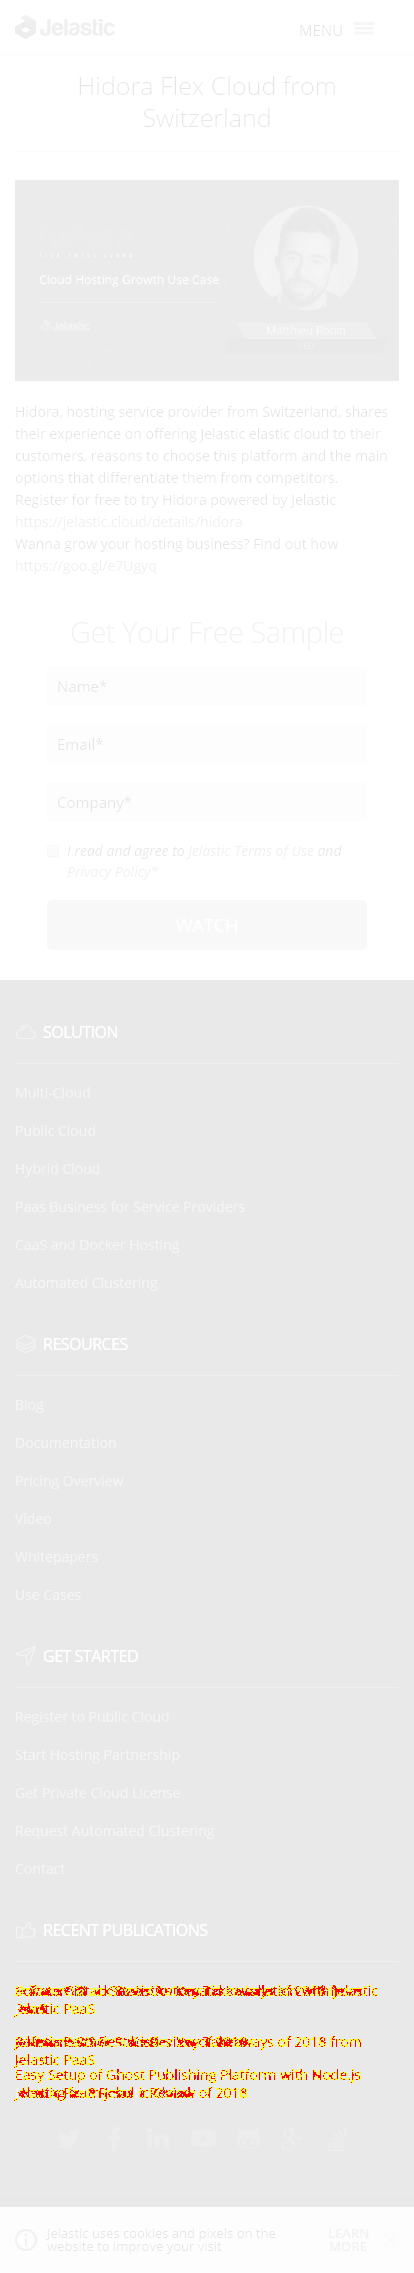 Jelastic
MENU
Hidora Flex Cloud from
Switzerland
Cloud Hosting Growth Use Case
Jelastic
Matthieu Robin
CEO
Hidora, hosting service provider from Switzerland, shares
their experience on offering Jelastic elastic cloud to their
customers, reasons to choose this platform and the main
options that differentiate them from competitors.
Register for free to try Hidora powered by Jelastic
https://jelastic.cloud/details/hidora
Wanna grow your hosting business? Find out how
https://goo.gl/e7Ugyq
Get Your Free Sample
Name*
Email*
Company*
I read and agree to Jelastic Terms of Use and
Privacy Policy*
WATCH
SOLUTION
Multi-Cloud
Public Cloud
Hybrid Cloud
Paas Business for Service Providers
CaaS and Docker Hosting
Automated Clustering
RESOURCES
Blog
Documentation
Pricing Overview
Video
Whitepapers
Use Cases
GET STARTED
Register to Public Cloud
Start Hosting Partnership
Get Private Cloud License
Request Automated Clustering
Contact
RECENT PUBLICATIONS
Jelastic PaaS
of 2018 from
Jelastic PaaS
Easy Setup of Ghost Publishing Platform with Node.js
of 2018
Jelastic uses cookies and pixels on the
website to improve your visit
LEARN
MORE